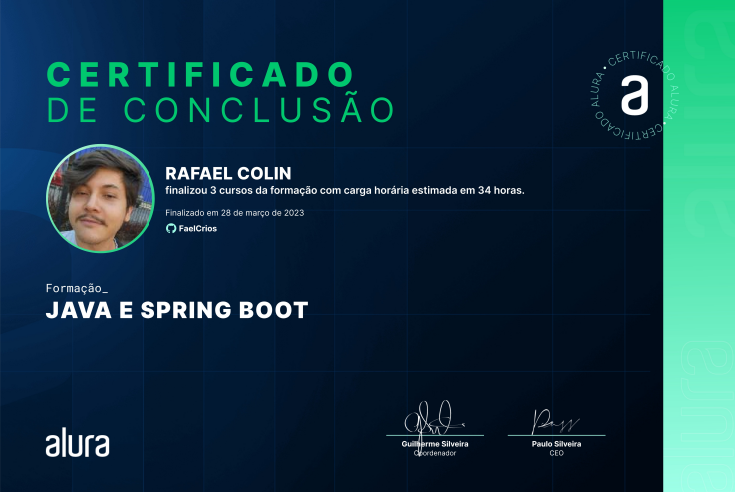 CERTIFICADO
DE CONCLUSÃO
CERTIFICADO ALURA • CERTIFICADO ALURA •
a
RAFAEL COLIN
finalizou 3 cursos da formação com carga horária estimada em 34 horas.
Finalizado em 28 de março de 2023
FaelCrios
Formação_
JAVA E SPRING BOOT
alura
Guilherme Silveira
Coordenador
Paulo Silveira
CEO